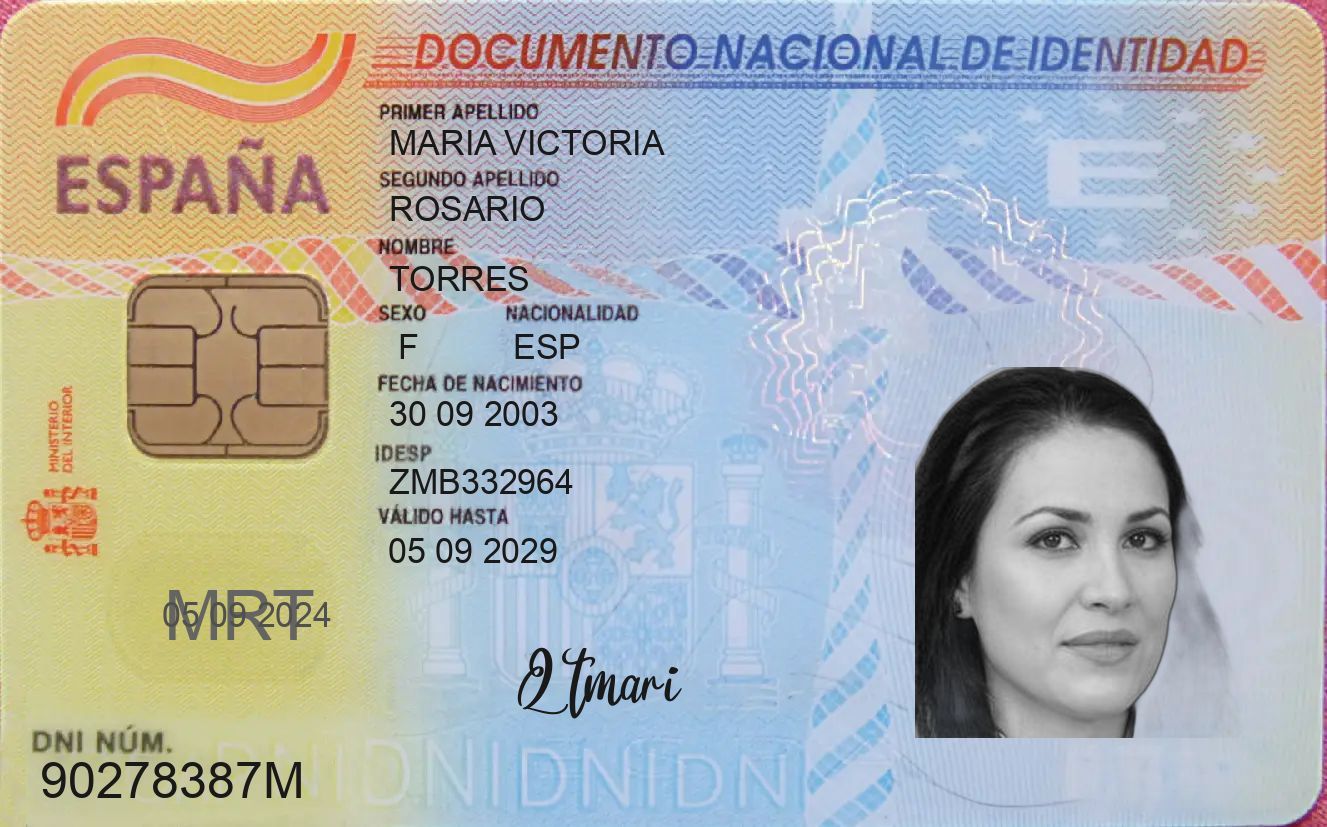 DOCUMENTO NACIONAL DE IDENTIDAD
ESPAÑA
PRIMER APELLIDO
MARIA VICTORIA
SEGUNDO APELLIDO
ROSARIO
NOMBRE
TORRES
SEXO NACIONALIDAD
F ESP
FECHA DE NACIMIENTO
30 09 2003
IDESP
ZMB332964
VÁLIDO HASTA
05 09 2029
MINISTERIO
DEL INTERIOR
E
MRT
05 09 2024
Tmari
DNI NÚM.
90278387M
DNIDNIDNIDNI